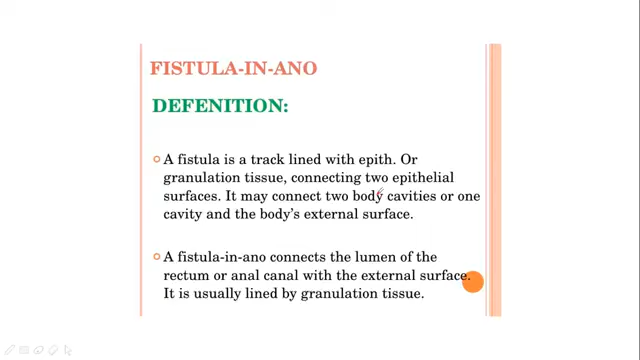 FISTULA-IN-ANO
DEFENITION:
A fistula is a track lined with epith. Or
granulation tissue, connecting two epithelial
surfaces. It may connect two body cavities or one
cavity and the body's external surface.
A fistula-in-ano connects the lumen of the
rectum or anal canal with the external surface.
It is usually lined by granulation tissue.